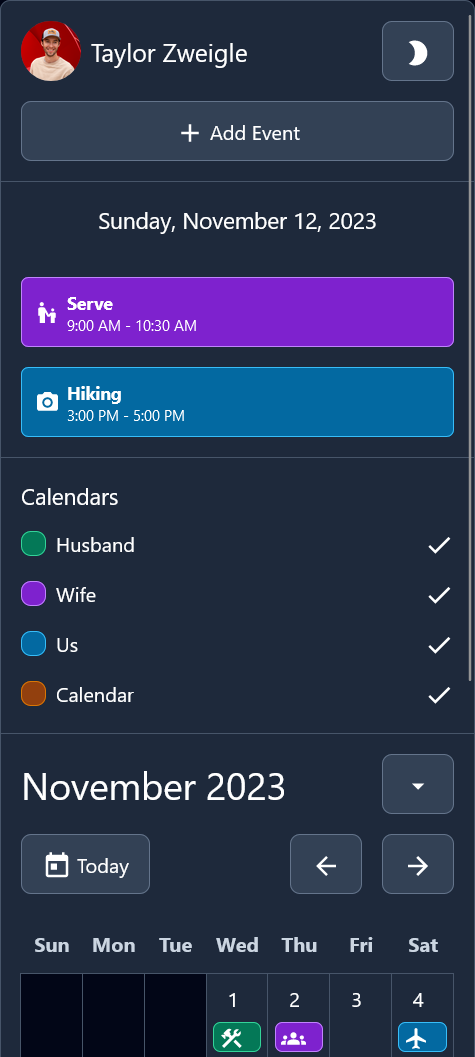 Taylor Zweigle
Add Event
Sunday, November 12, 2023
Serve
9:00 AM - 10:30 AM
Hiking
3:00 PM - 5:00 PM
Calendars
Husband
Wife
Us
Calendar
November 2023
Today
Sun Mon Tue Wed Thu Fri Sat
1 2 3 4